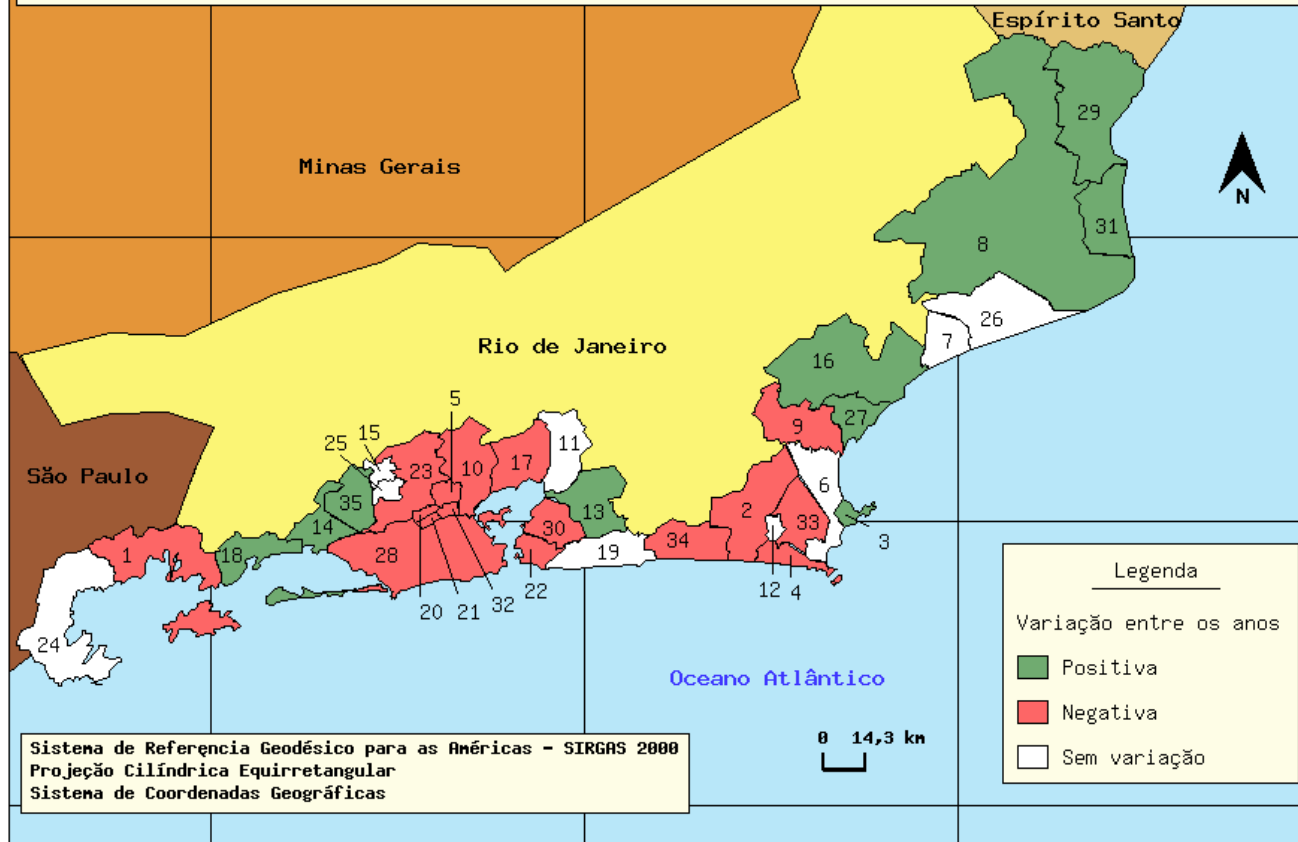 Espírito Santo
29
Minas Gerais
N
31
8
26
7
Rio de Janeiro
16
5
27
15
9
25
11
23
10
17
São Paulo
6
35
2
13
33
14
30
34
28
19
1
18
3
12
4
22
20
21
32
24
Legenda
Variação entre os anos
Positiva
Negativa
Sem variação
Oceano Atlântico
0 14,3 km
Sistema de Referençia Geodésico para as Américas - SIRGAS 2000
Projeção Cilíndrica Equirretangular
Sistema de Coordenadas Geográficas